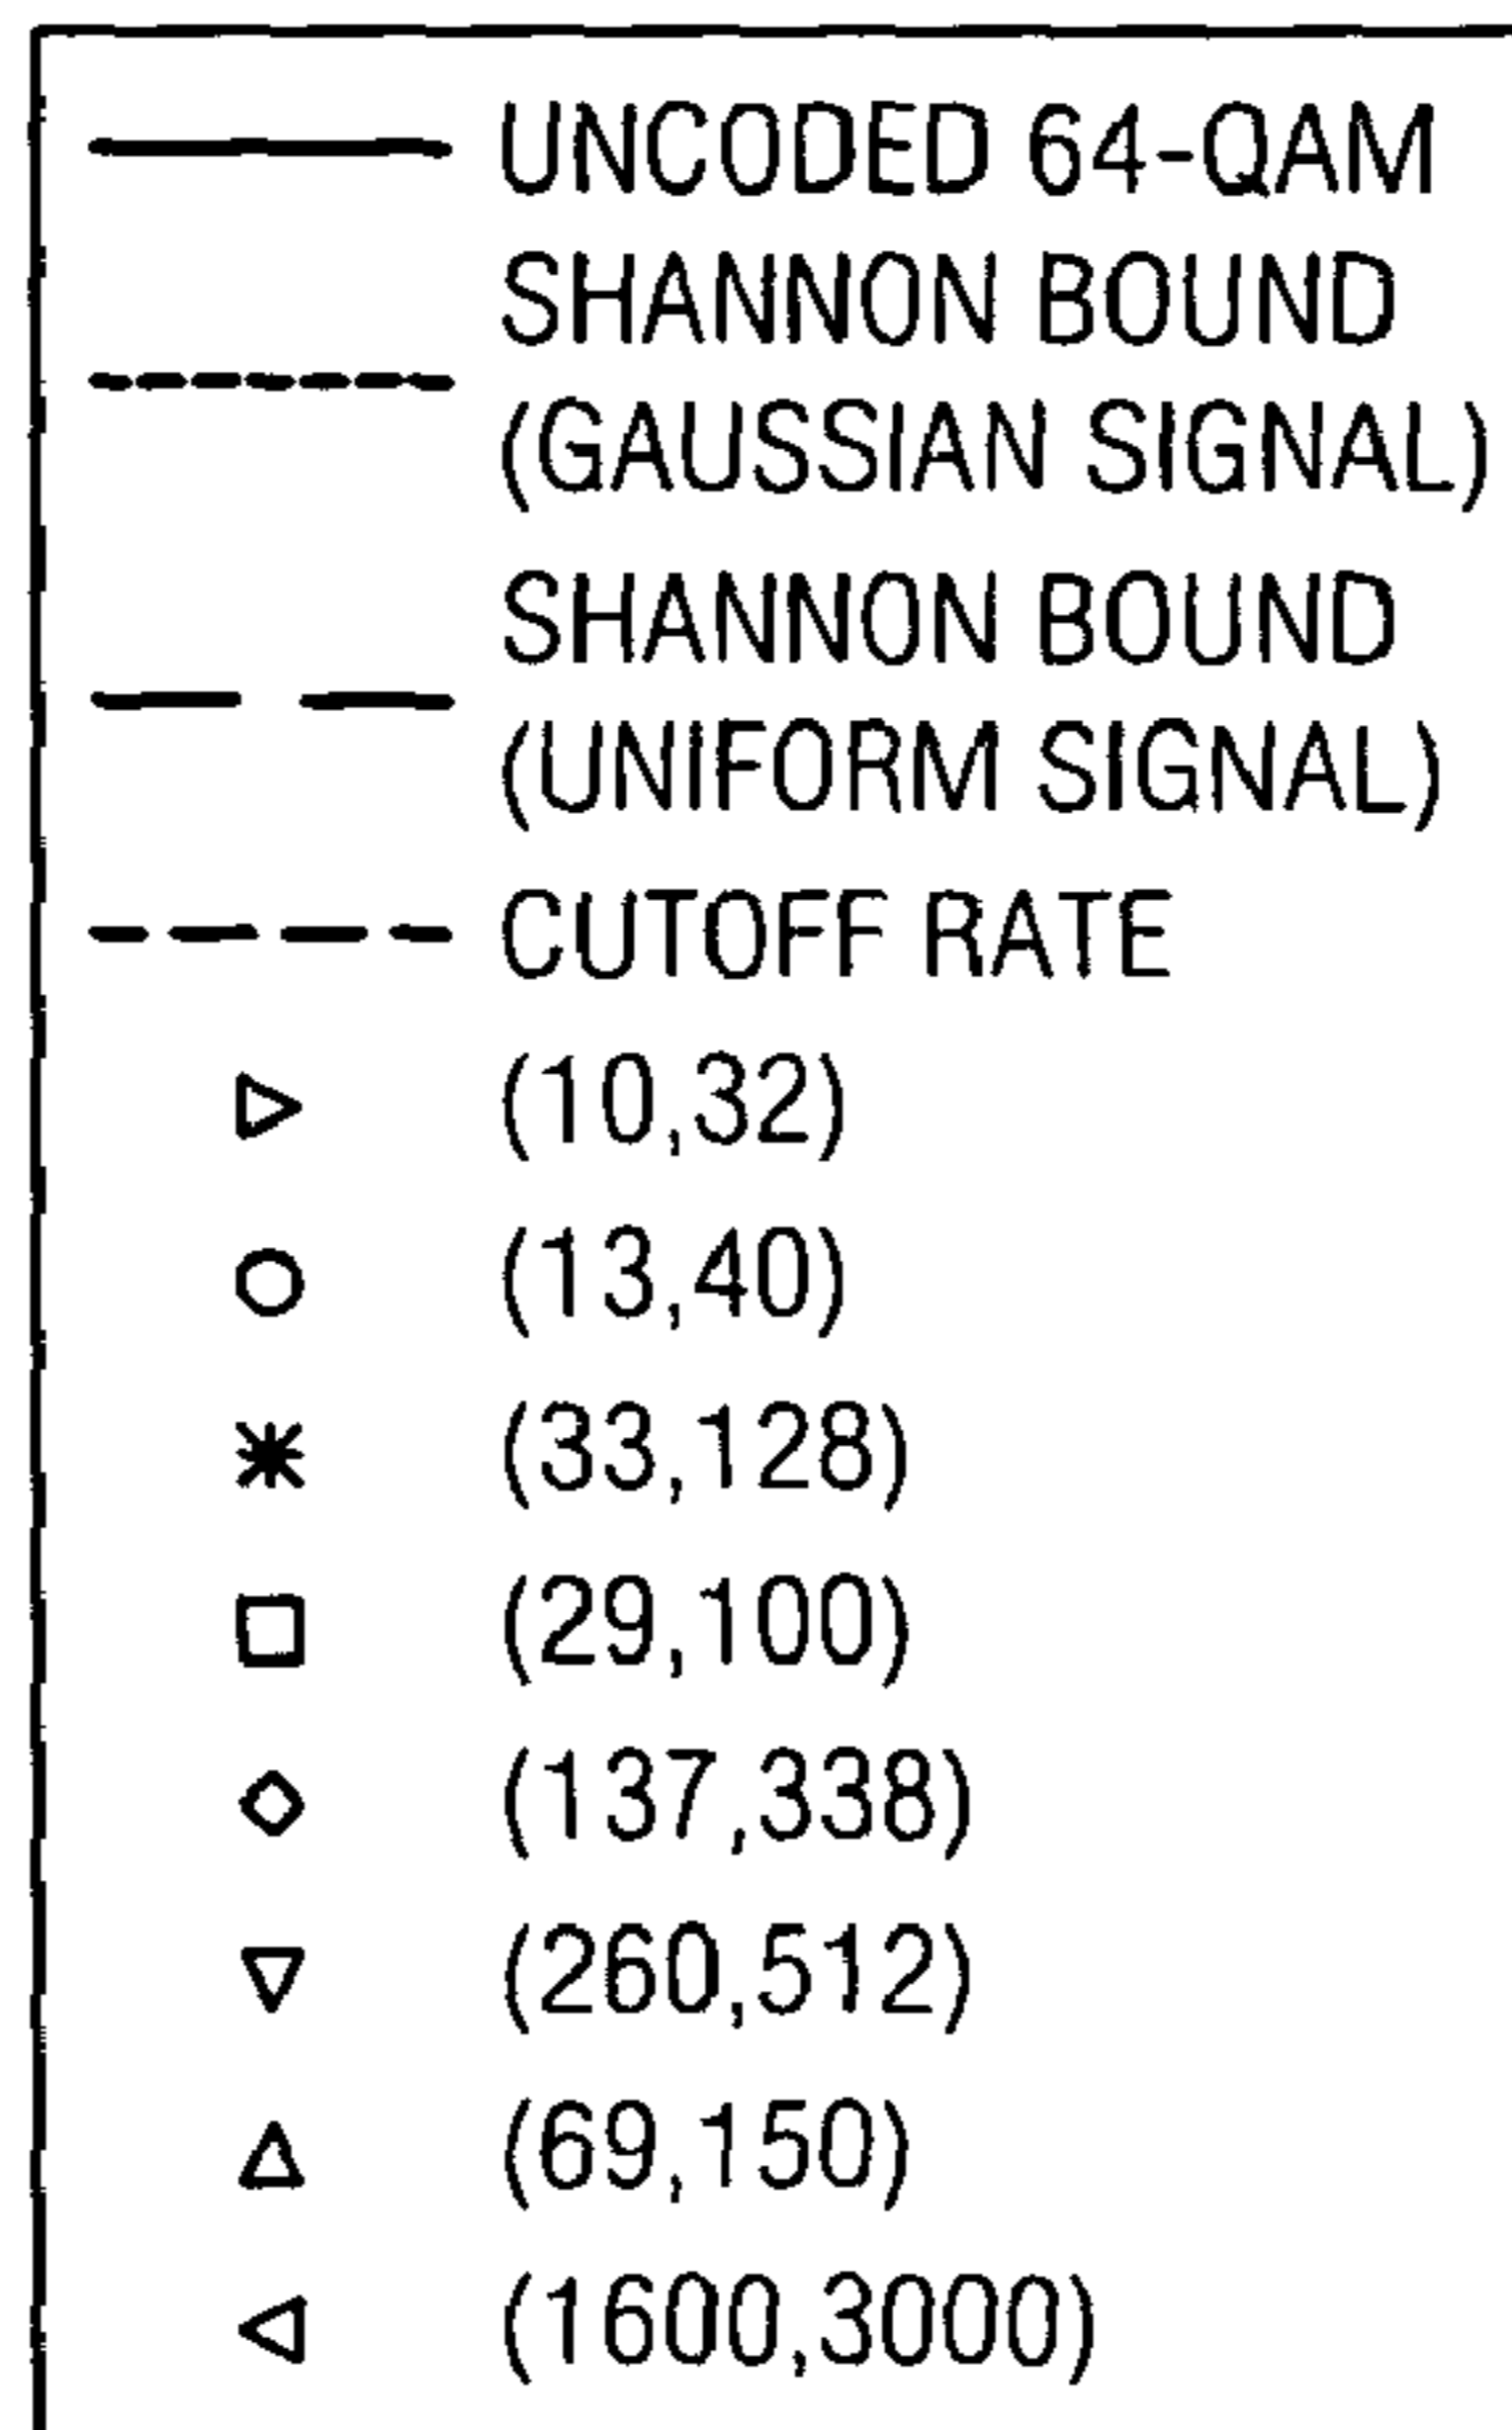 UNCODED 64-QAM
SHANNON BOUND
(GAUSSIAN SIGNAL)
SHANNON BOUND
(UNIFORM SIGNAL)
CUTOFF RATE
(10,32)
(13,40)
(33,128)
(29,100)
(137,338)
(260,512)
(69,150)
(1600,3000)